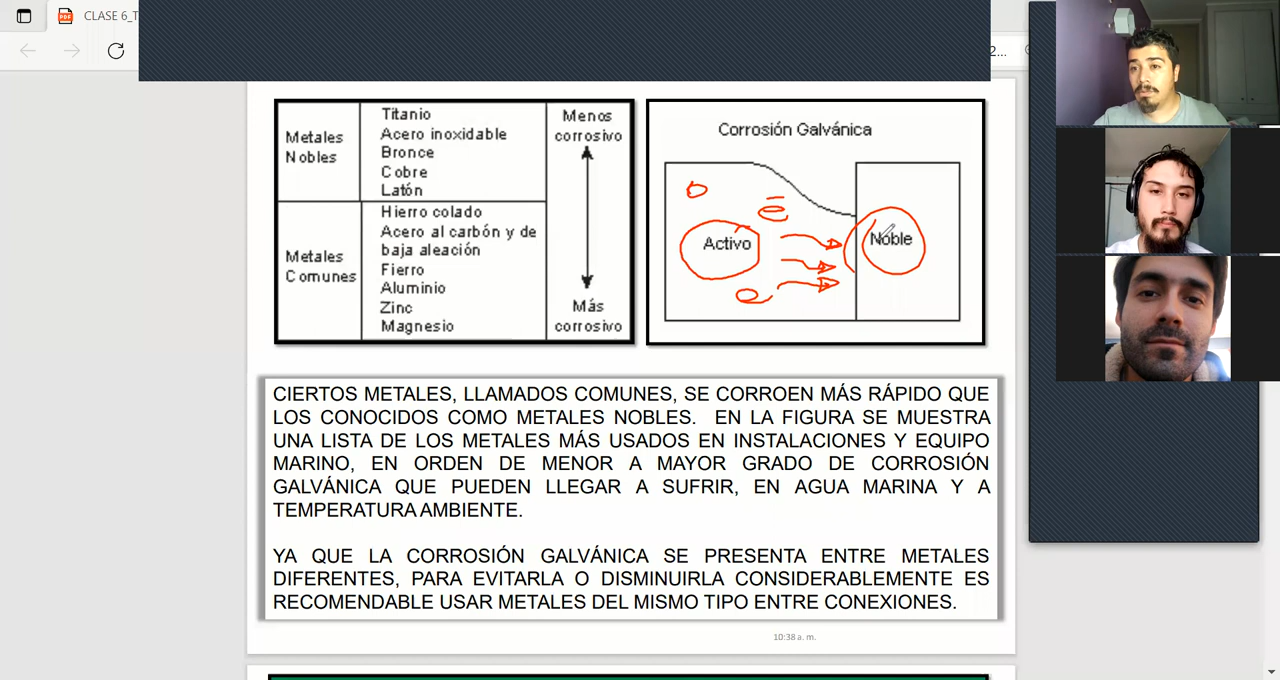 CLASE 6_T
2...
Metales
Nobles
Titanio
Acero inoxidable
Bronce
Cobre
Latón
Menos
corrosivo
Metales
Comunes
Hierro colado
Acero al carbón y de
baja aleación
Fierro
Aluminio
Zinc
Magnesio
Más
corrosivo
Corrosión Galvánica
Activo
Noble
CIERTOS METALES, LLAMADOS COMUNES, SE CORROEN MÁS RÁPIDO QUE
LOS CONOCIDOS COMO METALES NOBLES. EN LA FIGURA SE MUESTRA
UNA LISTA DE LOS METALES MÁS USADOS EN INSTALACIONES Y EQUIPO
MARINO, EN ORDEN DE MENOR A MAYOR GRADO DE CORROSIÓN
GALVÁNICA QUE PUEDEN LLEGAR A SUFRIR, EN AGUA MARINA Y A
TEMPERATURA AMBIENTE.
YA QUE LA CORROSIÓN GALVÁNICA SE PRESENTA ENTRE METALES
DIFERENTES, PARA EVITARLA O DISMINUIRLA CONSIDERABLEMENTE ES
RECOMENDABLE USAR METALES DEL MISMO TIPO ENTRE CONEXIONES.
10:38 a. m.